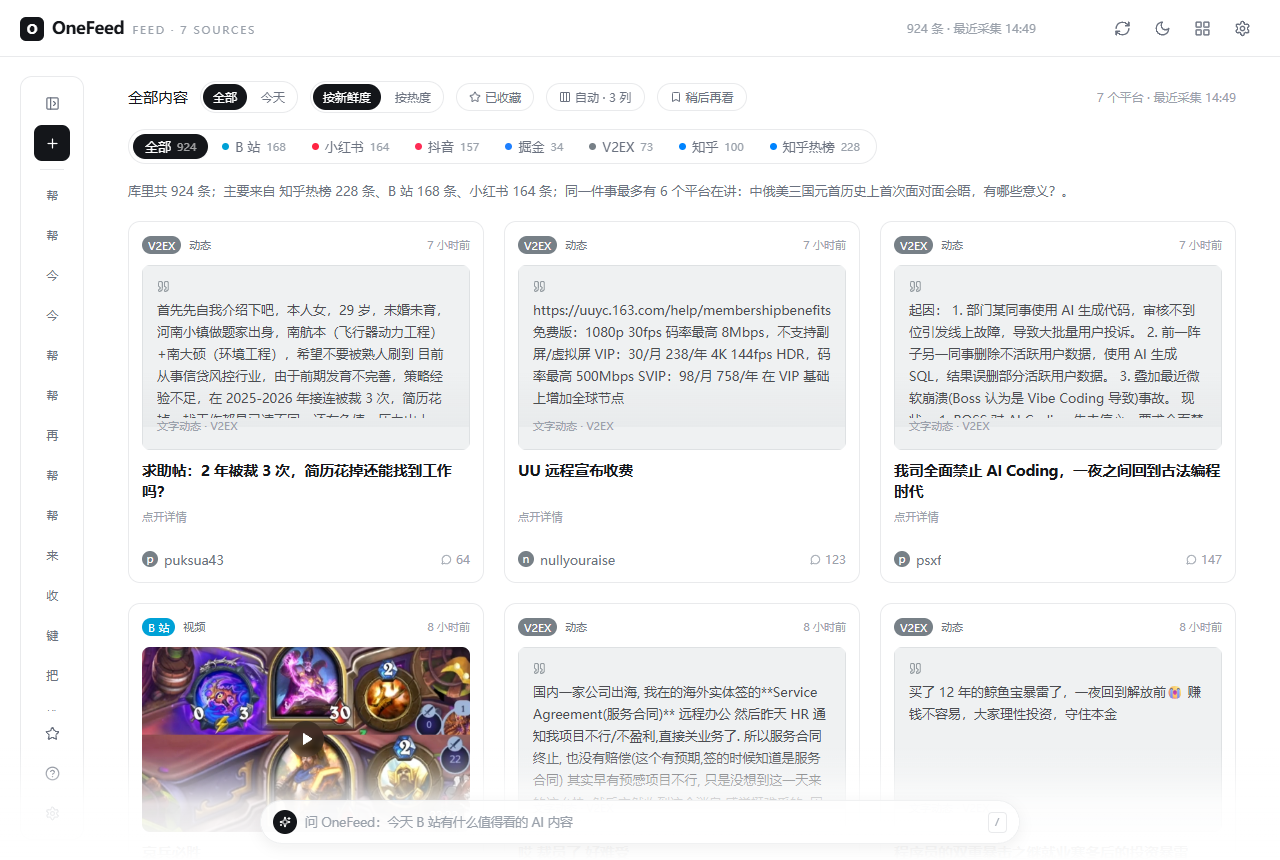 O OneFeed FEED · 7 SOURCES
924 条 · 最近采集 14:49
全部内容 全部 今天 按新鲜度 按热度 已收藏 自动 · 3 列 稍后再看
7 个平台 · 最近采集 14:49
全部 924 B 站 168 小红书 164 抖音 157 掘金 34 V2EX 73 知乎 100 知乎热榜 228
库里共 924 条；主要来自 知乎热榜 228 条、B 站 168 条、小红书 164 条；同一件事最多有 6 个平台在讲：中俄美三国元首历史上首次面对面会晤，有哪些意义？。
帮
帮
今
今
帮
帮
再
帮
帮
来
收
键
把
V2EX 动态 7 小时前
首先先自我介绍下吧，本人女，29 岁，未婚未育，
河南小镇做题家出身，南航本（飞行器动力工程）
+南大硕（环境工程），希望不要被熟人刷到 目前
从事信贷风控行业，由于前期发育不完善，策略经
验不足，在 2025-2026 年接连被裁 3 次，简历花
文字动态 · V2EX
求助帖：2 年被裁 3 次，简历花掉还能找到工作
吗？
点开详情
p puksua43 64
V2EX 动态 7 小时前
https://uuyc.163.com/help/membershipbenefits
免费版：1080p 30fps 码率最高 8Mbps，不支持副
屏/虚拟屏 VIP：30/月 238/年 4K 144fps HDR，码
率最高 500Mbps SVIP：98/月 758/年 在 VIP 基础
上增加全球节点
文字动态 · V2EX
UU 远程宣布收费
点开详情
n nullyouraise 123
V2EX 动态 7 小时前
起因： 1. 部门某同事使用 AI 生成代码，审核不到
位引发线上故障，导致大批量用户投诉。 2. 前一阵
子另一同事删除不活跃用户数据，使用 AI 生成
SQL，结果误删部分活跃用户数据。 3. 叠加最近微
软崩溃(Boss 认为是 Vibe Coding 导致)事故。 现
文字动态 · V2EX
我司全面禁止 AI Coding，一夜之间回到古法编程
时代
点开详情
p psxf 147
B 站 视频 8 小时前
0 3 30 2 0 1
2 22
V2EX 动态 8 小时前
国内一家公司出海, 我在的海外实体签的**Service
Agreement(服务合同)** 远程办公 然后昨天 HR 通
知我项目不行/不盈利,直接关业务了. 所以服务合同
终止, 也没有赔偿(这个有预期,签的时候知道是服务
合同) 其实早有预感项目不行, 只是没想到这一天来
V2EX 动态 8 小时前
买了 12 年的鲸鱼宝暴雷了，一夜回到解放前 赚
钱不容易，大家理性投资，守住本金
问 OneFeed：今天 B 站有什么值得看的 AI 内容 /